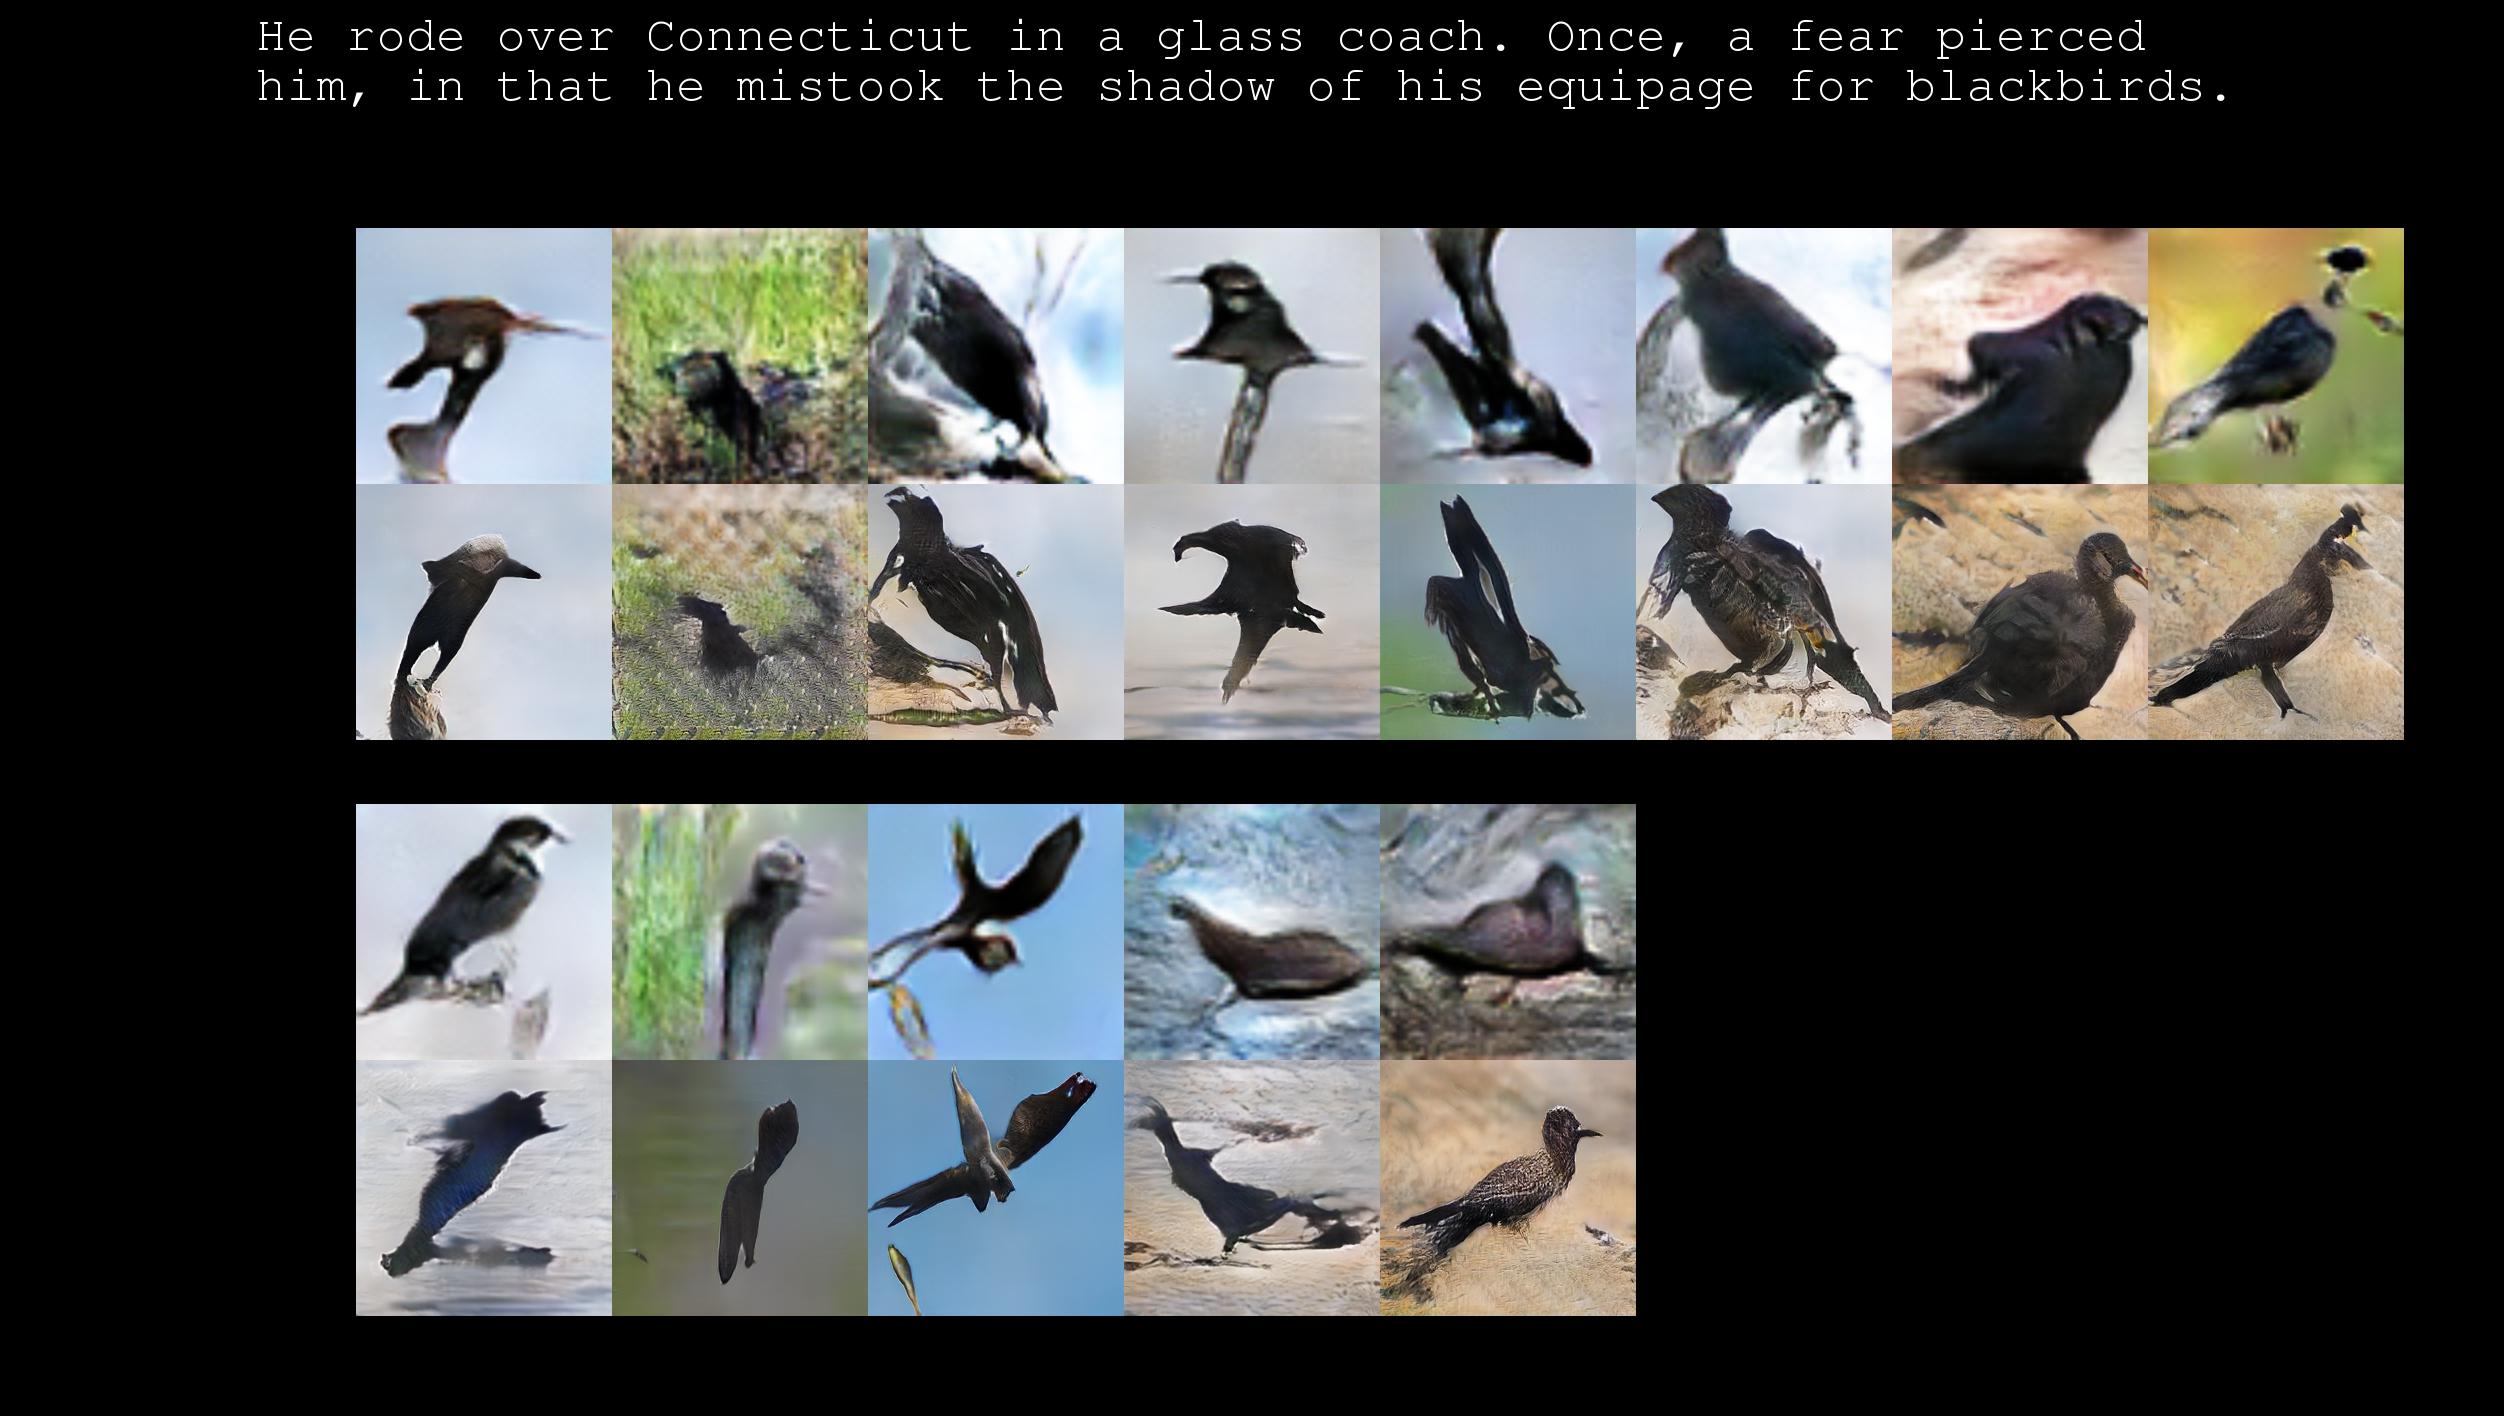 He rode over Connecticut in a glass coach. Once, a fear pierced
him, in that he mistook the shadow of his equipage for blackbirds.